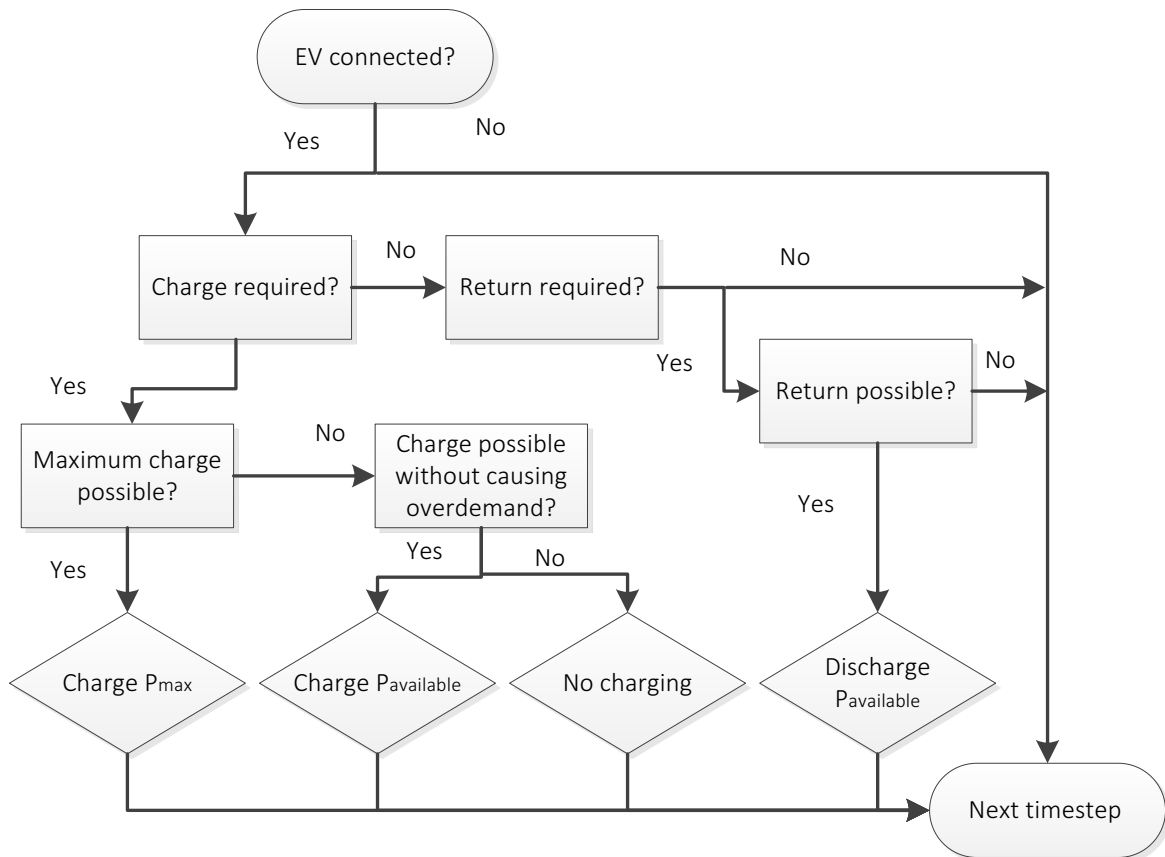 EV connected?
Yes
No
Charge required?
No
Return required?
No
Yes
Yes
Return possible?
No
Maximum charge
possible?
No
Charge possible
without causing
overdemand?
Yes
Yes
Yes
No
Charge Pmax
Charge Pavailable
No charging
Discharge
Pavailable
Next timestep